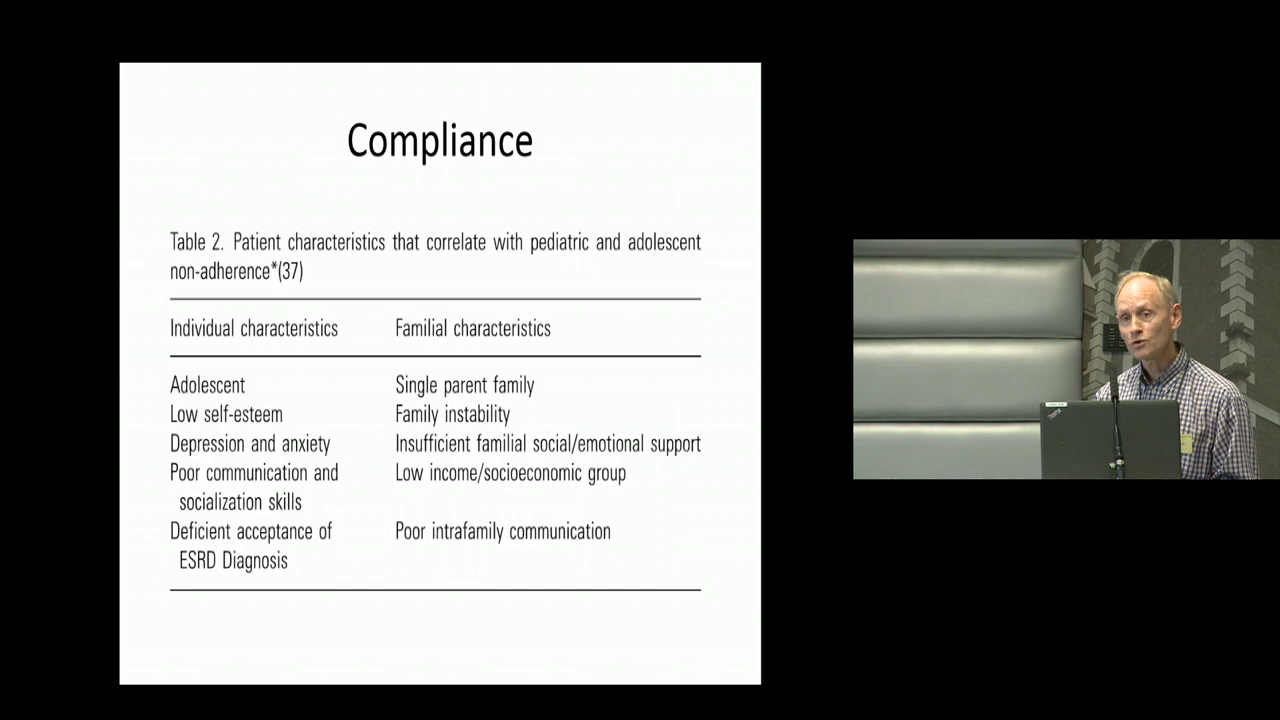 Compliance
Table 2. Patient characteristics that correlate with pediatric and adolescent
non-adherence*(37)
Individual characteristics Familial characteristics
Adolescent Single parent family
Low self-esteem Family instability
Depression and anxiety Insufficient familial social/emotional support
Poor communication and Low income/socioeconomic group
socialization skills
Deficient acceptance of Poor intrafamily communication
ESRD Diagnosis